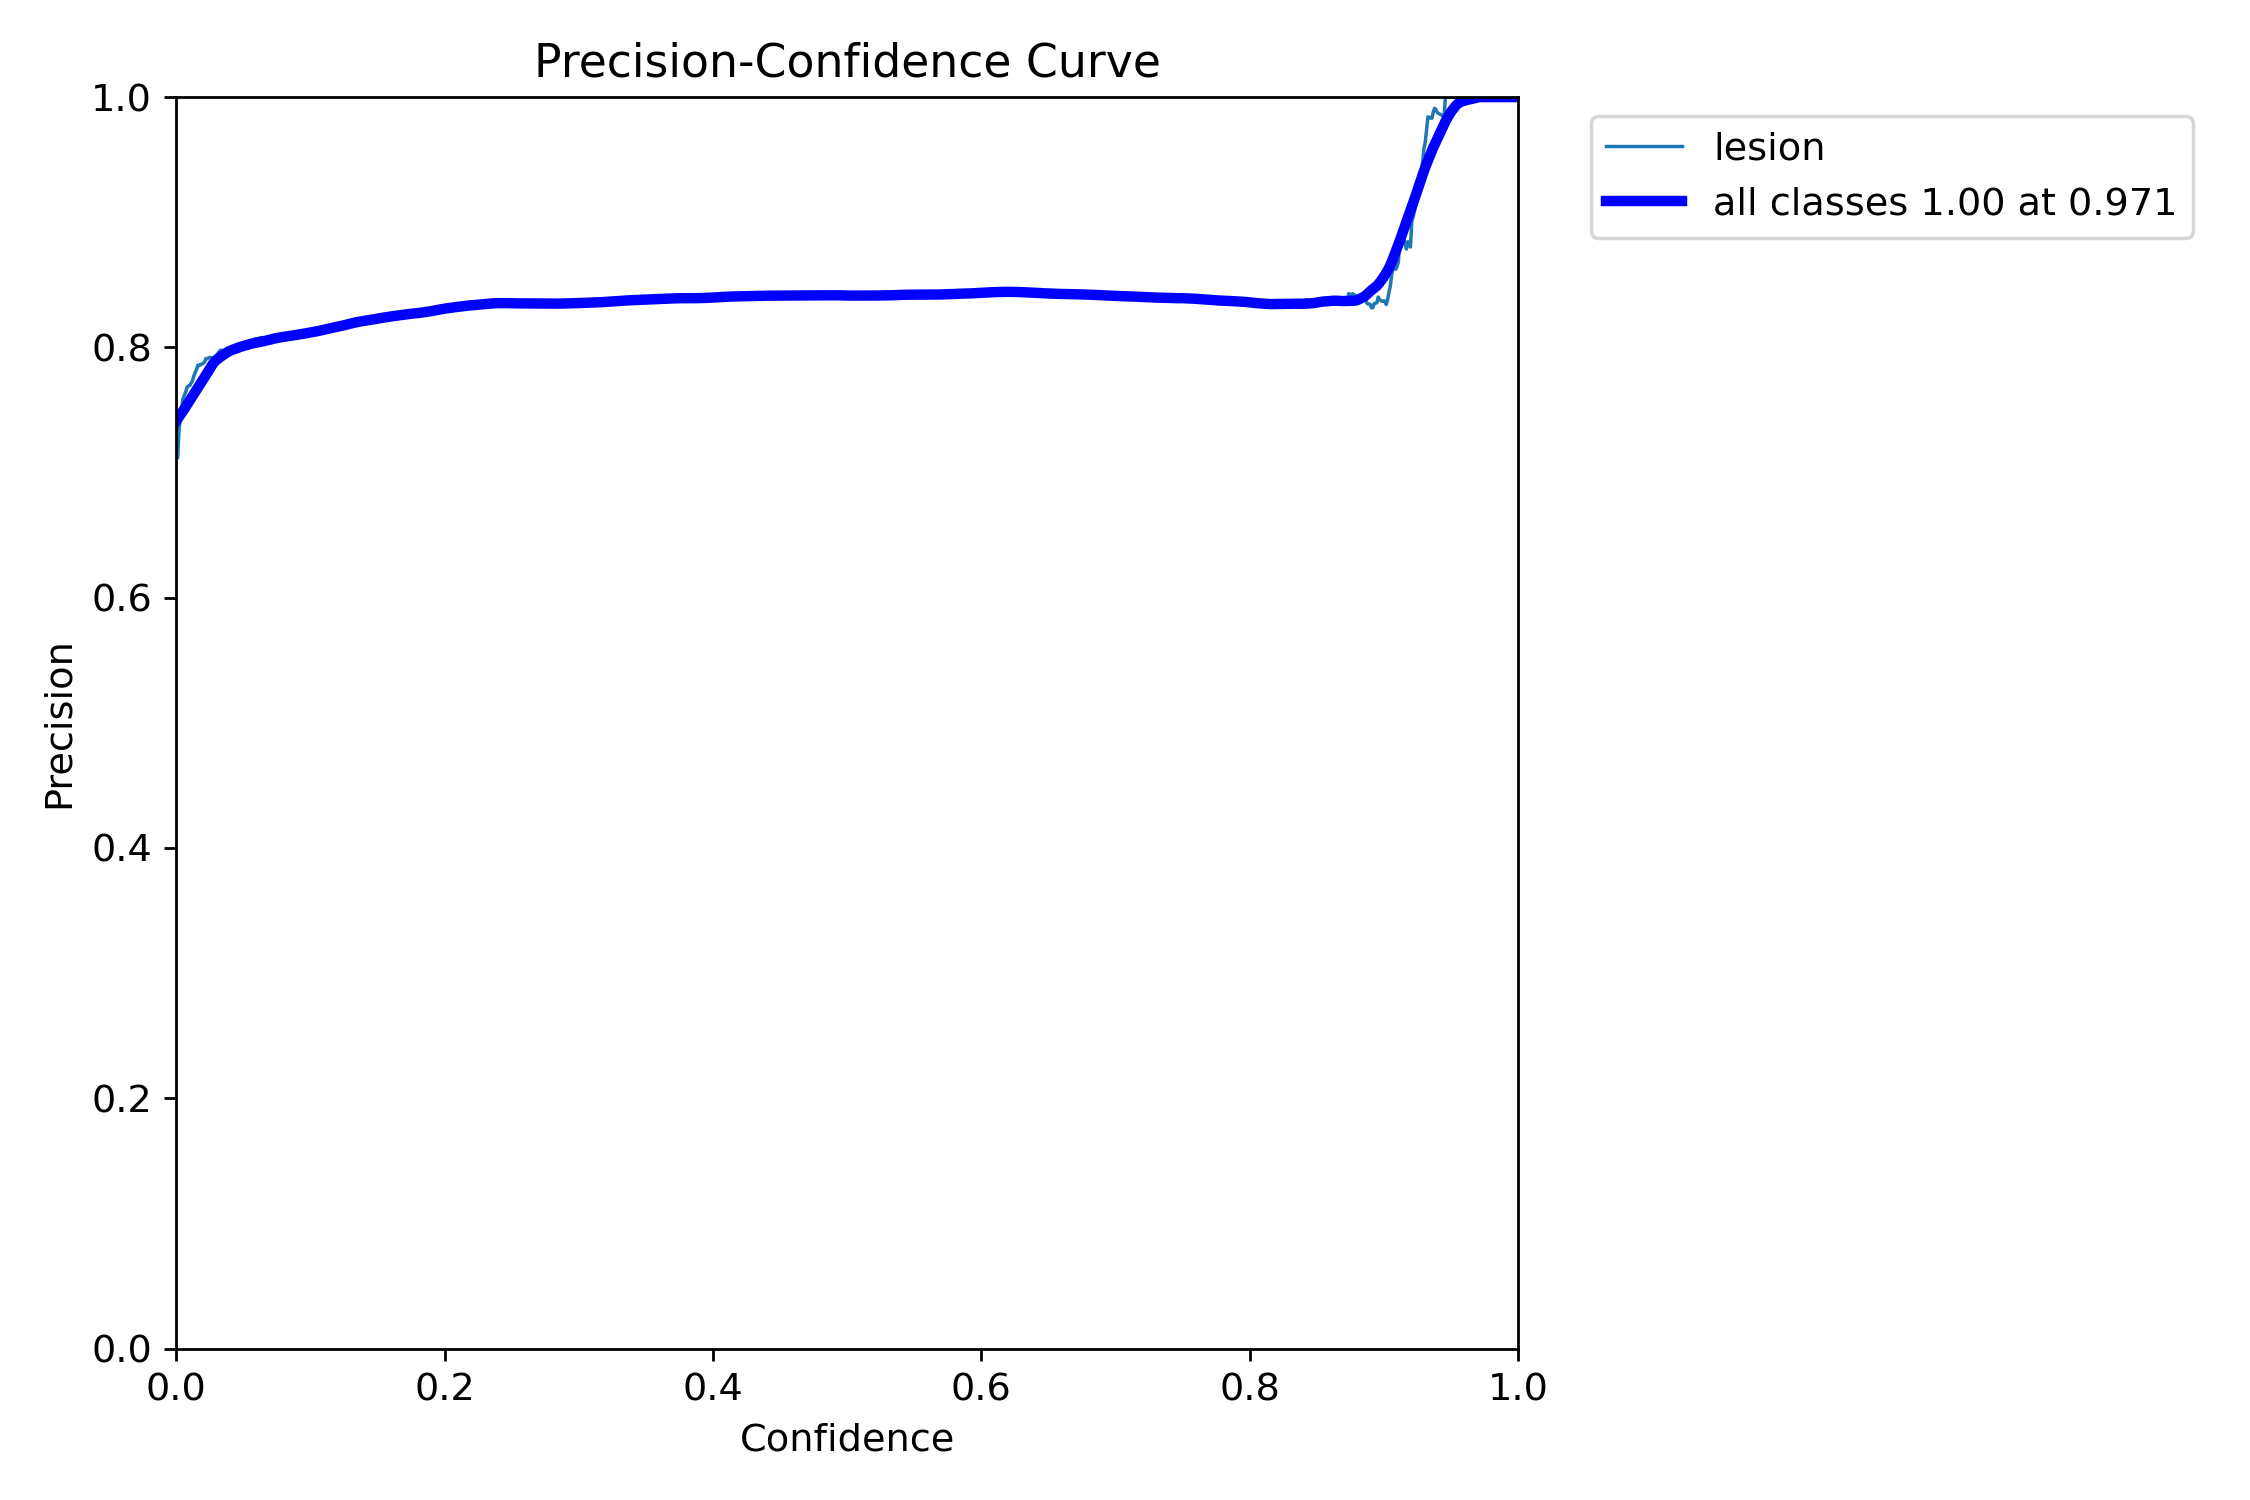 Precision-Confidence Curve
1.0
0.8
0.6
0.4
0.2
0.0
Precision
0.0 0.2 0.4 0.6 0.8 1.0
Confidence
lesion
all classes 1.00 at 0.971